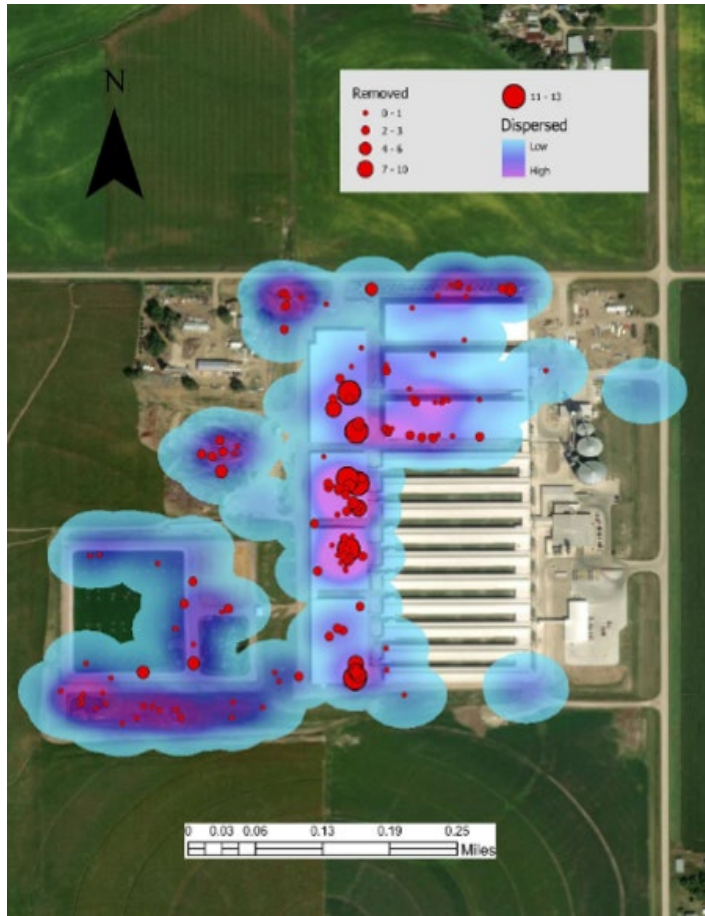 N
Removed
0 - 1
2 - 3
4 - 6
7 - 10
11 - 13
Dispersed
Low
High
0 0.03 0.06 0.13 0.19 0.25
Miles